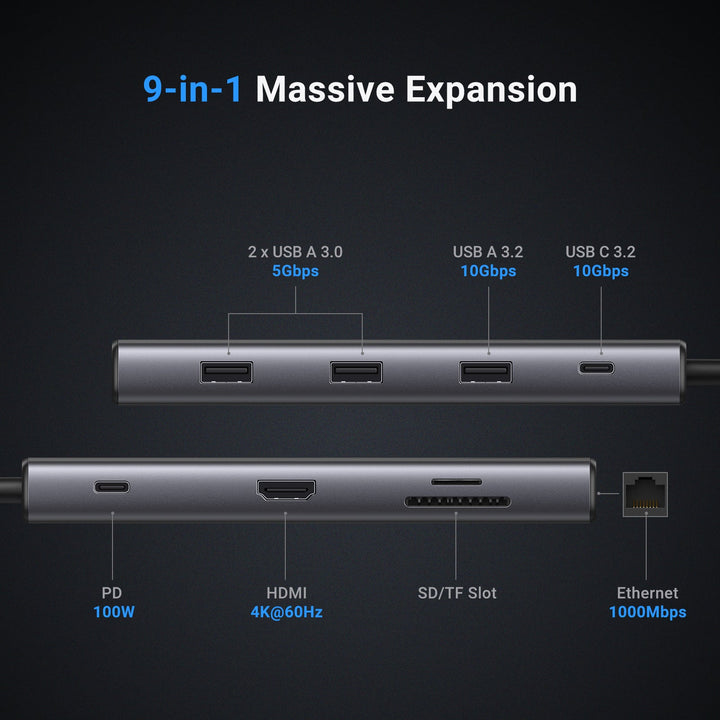 9-in-1 Massive Expansion
2 x USB A 3.0
5Gbps
USB A 3.2
10Gbps
USB C 3.2
10Gbps
PD
100W
HDMI
4K@60Hz
SD/TF Slot
Ethernet
1000Mbps